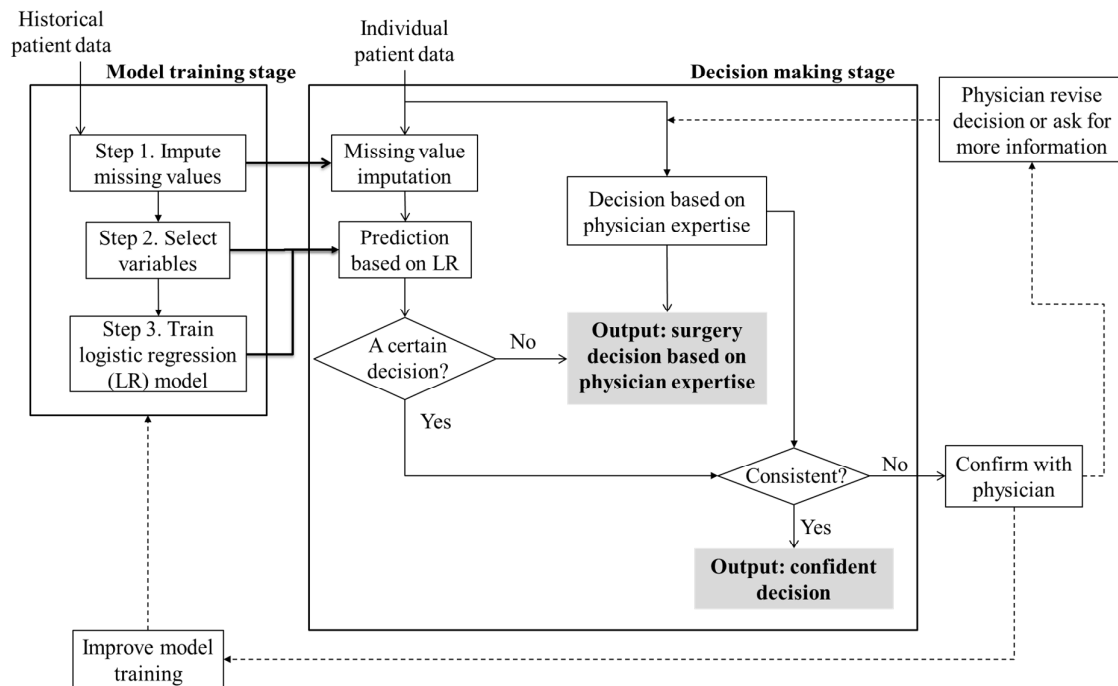 Historical
patient data
Individual
patient data
Model training stage
Decision making stage
Step 1. Impute
missing values
Missing value
imputation
Physician revise
decision or ask for
more information
Decision based on
physician expertise
Step 2. Select
variables
Prediction
based on LR
Step 3. Train
logistic regression
(LR) model
A certain
decision?
No
Output: surgery
decision based on
physician expertise
Yes
Consistent?
No
Confirm with
physician
Yes
Output: confident
decision
Improve model
training